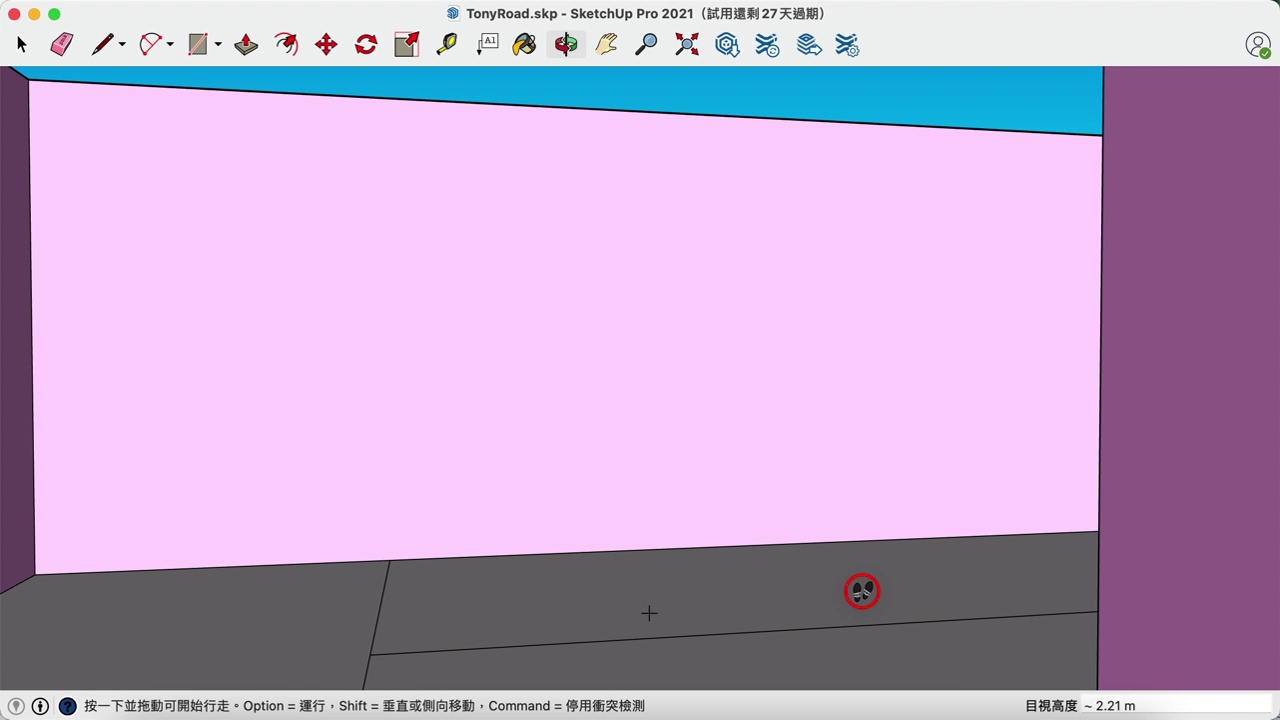 TonyRoad.skp - SketchUp Pro 2021（試用還剩 27 天過期）
A1
按一下並拖動可開始行走。Option = 運行，Shift = 垂直或側向移動，Command = 停用衝突檢測
目視高度 ~ 2.21 m